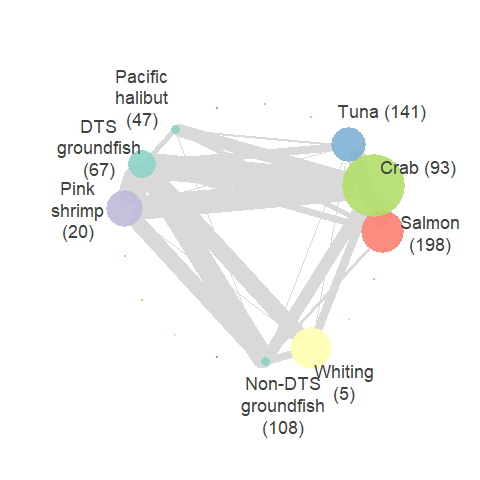 Pacific
halibut
(47)
Tuna (141)
DTS
groundfish
(67)
Crab (93)
Pink
shrimp
(20)
Salmon
(198)
Whiting
(5)
Non-DTS
groundfish
(108)